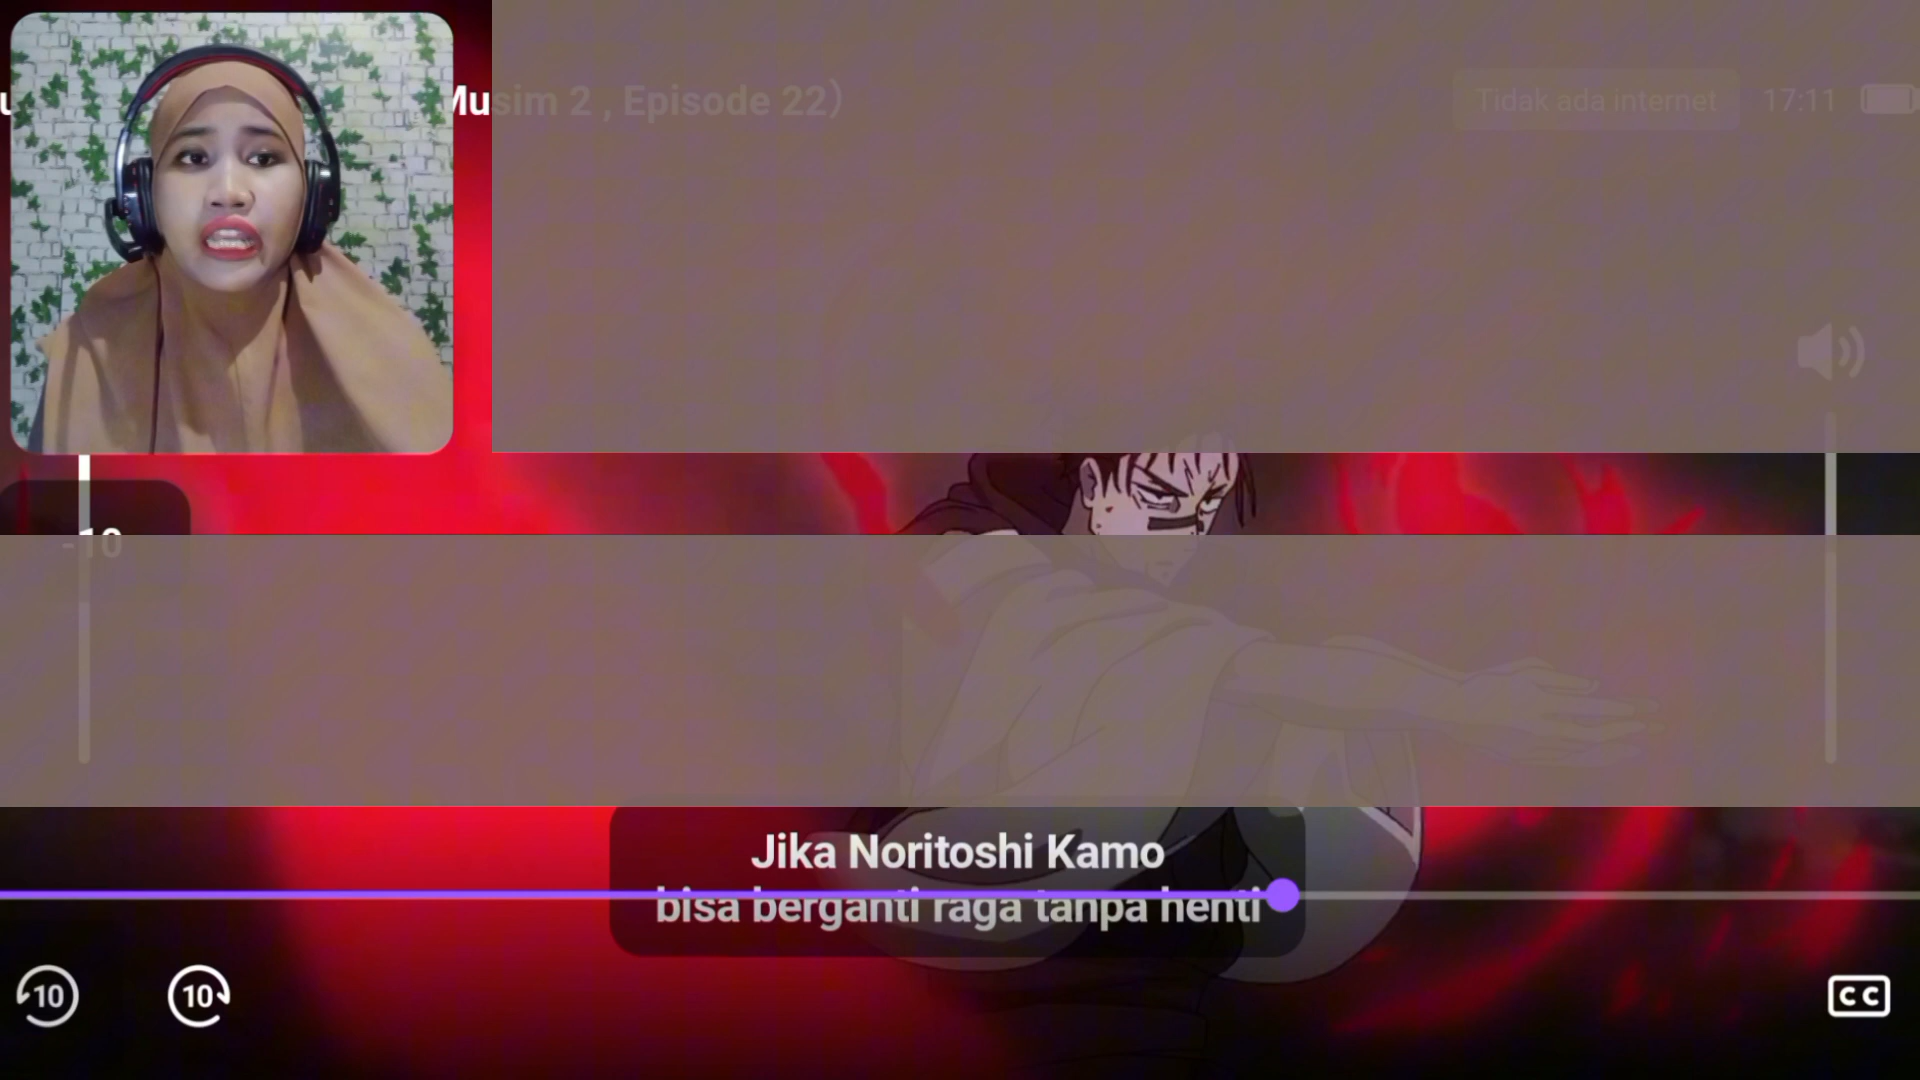 Musim 2 , Episode 22)
Tidak ada internet
17:11
-10
Jika Noritoshi Kamo
bisa berganti raga tanpa henti
10
10
CC